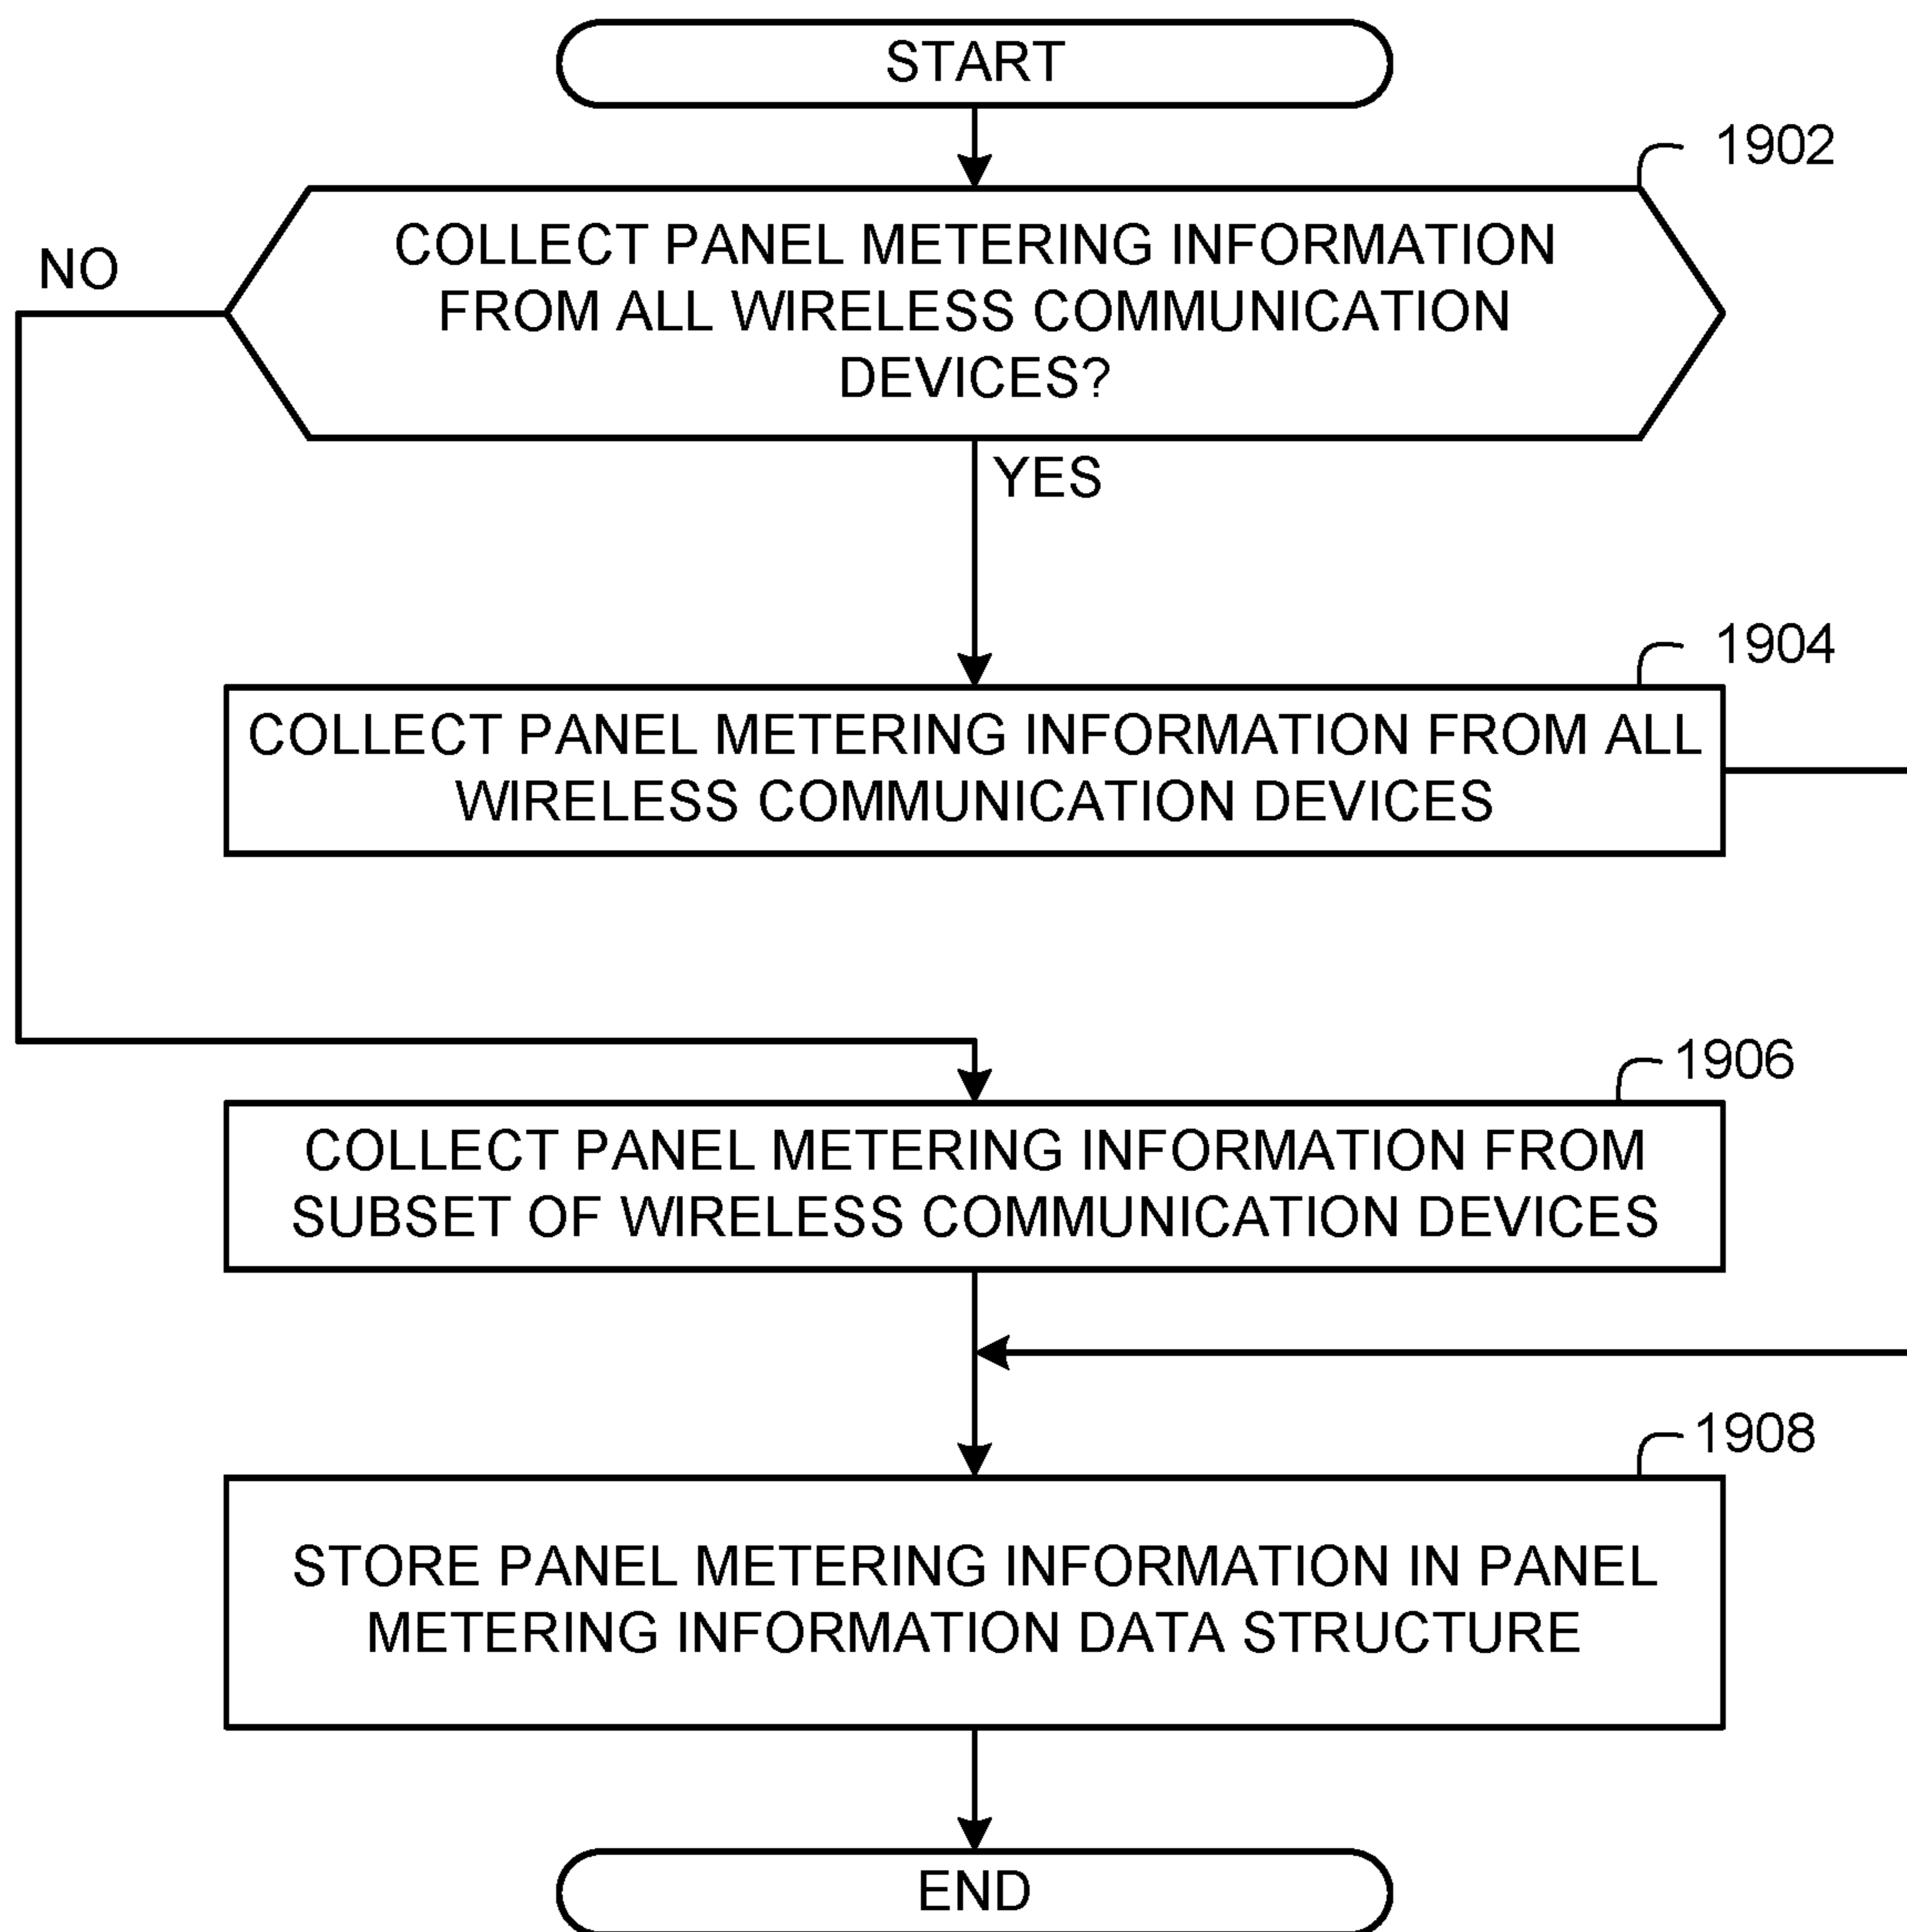 START
1902
COLLECT PANEL METERING INFORMATION
FROM ALL WIRELESS COMMUNICATION
DEVICES?
NO
YES
1904
COLLECT PANEL METERING INFORMATION FROM ALL
WIRELESS COMMUNICATION DEVICES
1906
COLLECT PANEL METERING INFORMATION FROM
SUBSET OF WIRELESS COMMUNICATION DEVICES
1908
STORE PANEL METERING INFORMATION IN PANEL
METERING INFORMATION DATA STRUCTURE
END